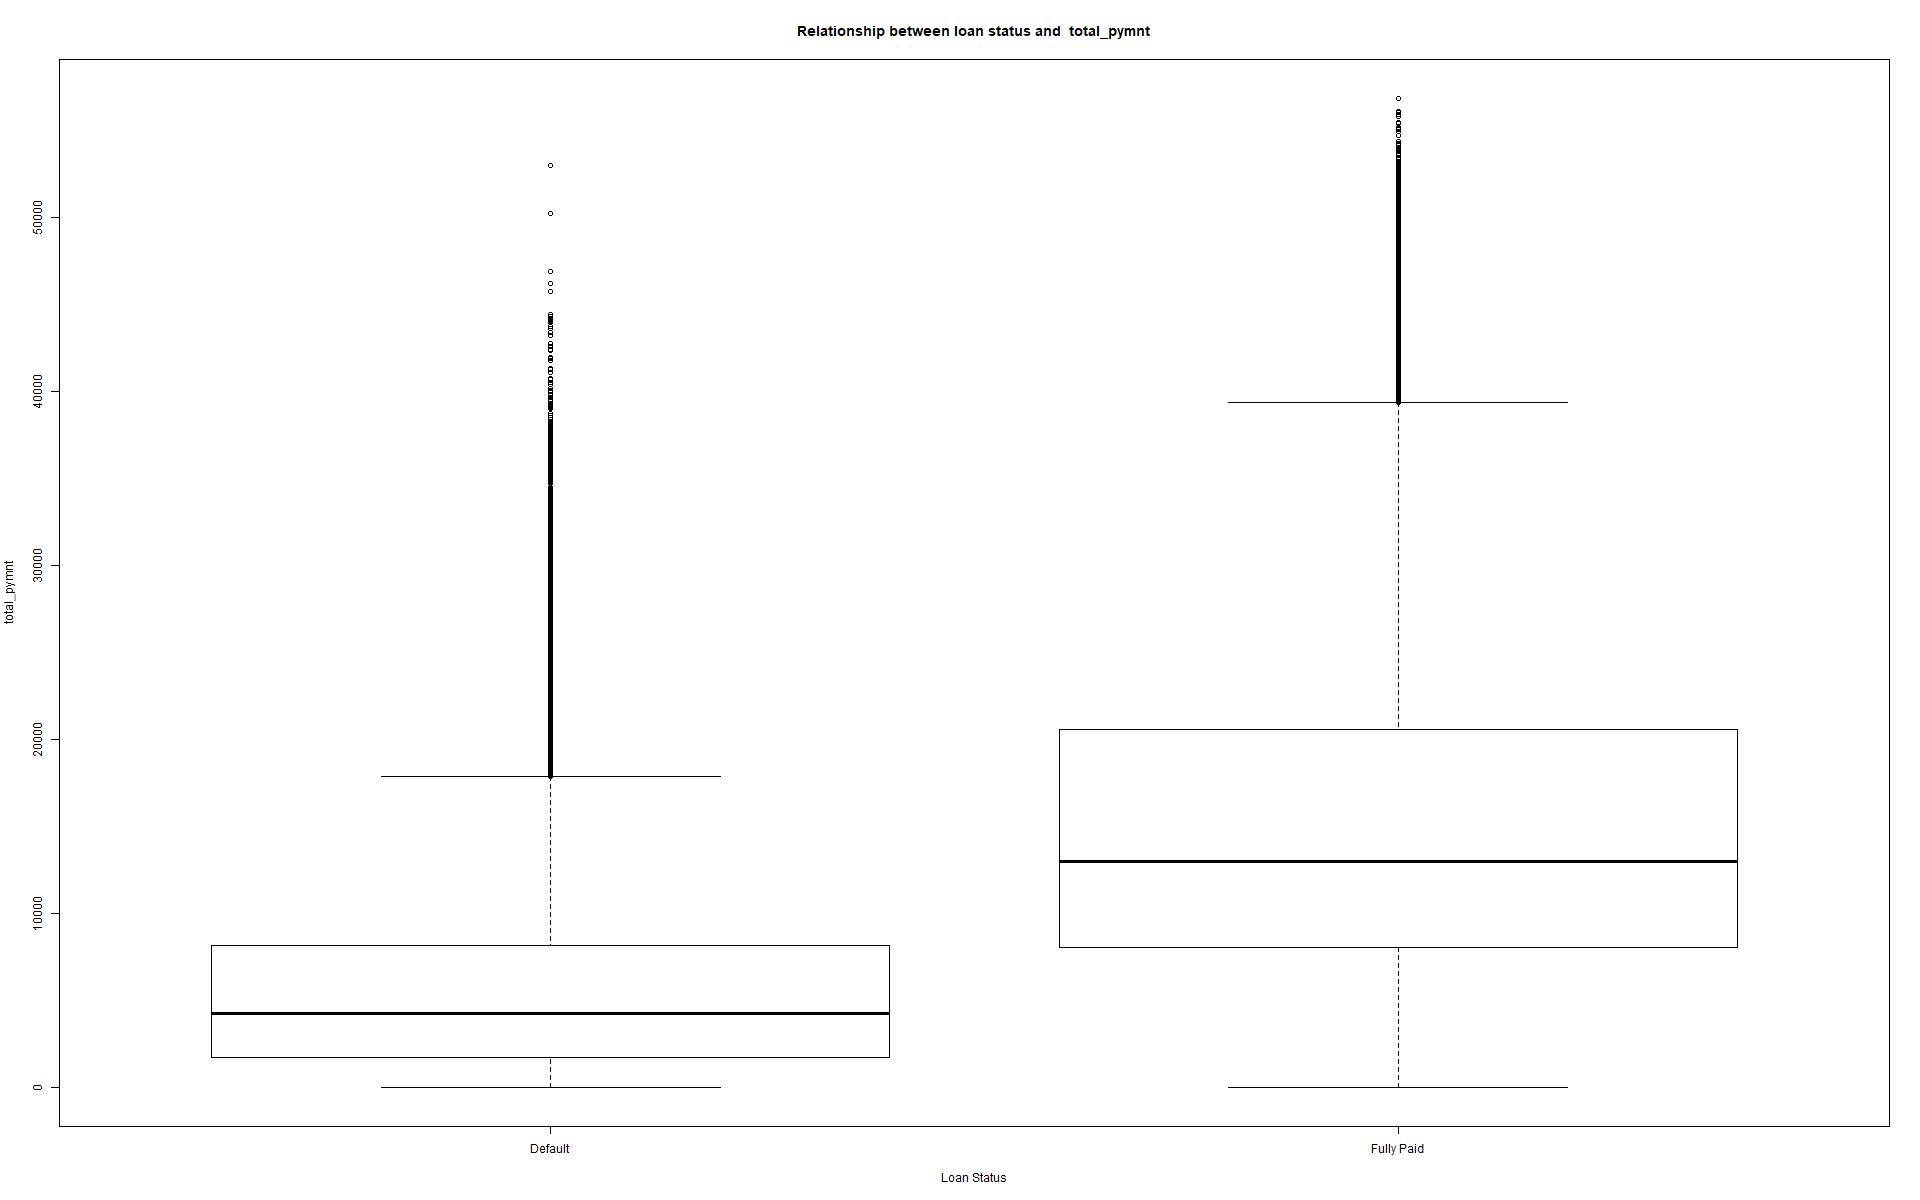 Relationship between loan status and  total_pymnt
total_pymnt
50000
40000
30000
20000
10000
0
Default
Fully Paid
Loan Status